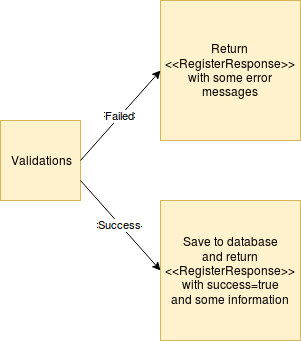 Return
<<RegisterResponse>>
with some error
messages
Failed
Validations
Success
Save to database
and return
<<RegisterResponse>>
with success=true
and some information